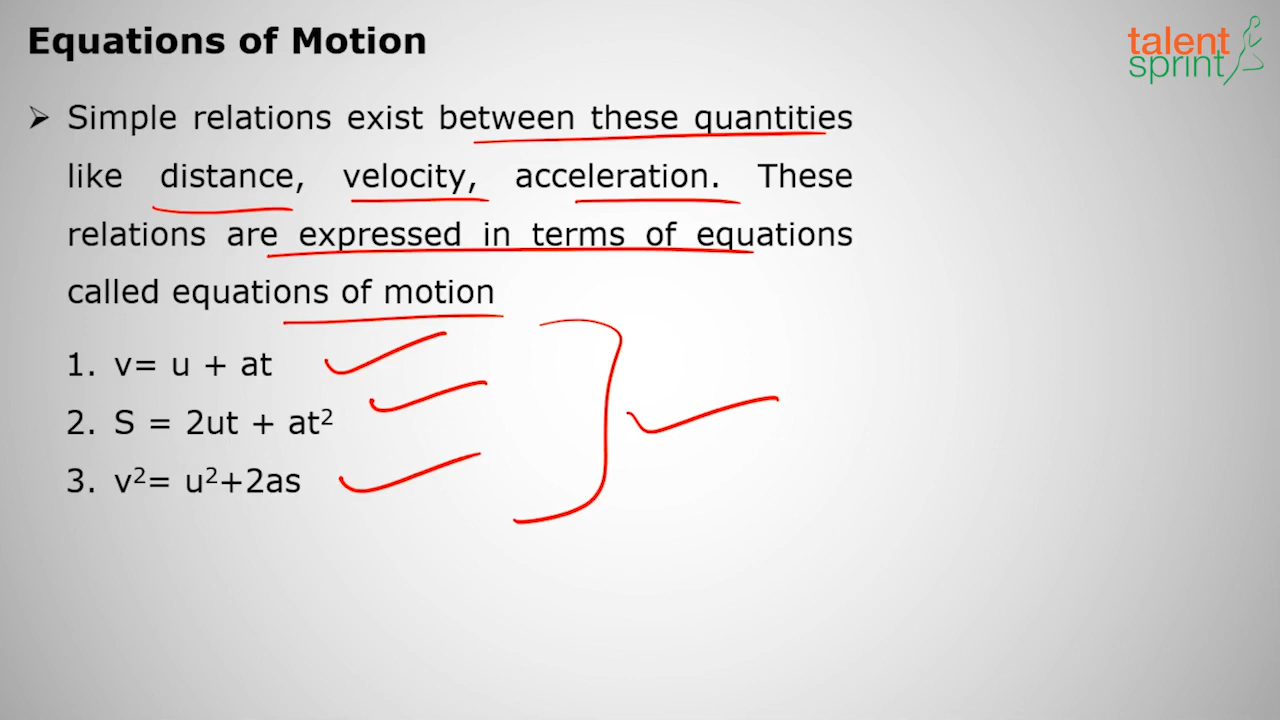 Equations of Motion
talent
sprint
➢ Simple relations exist between these quantities
like distance, velocity, acceleration. These
relations are expressed in terms of equations
called equations of motion
1. v= u + at
2. S = 2ut + at²
3. v²= u²+2as